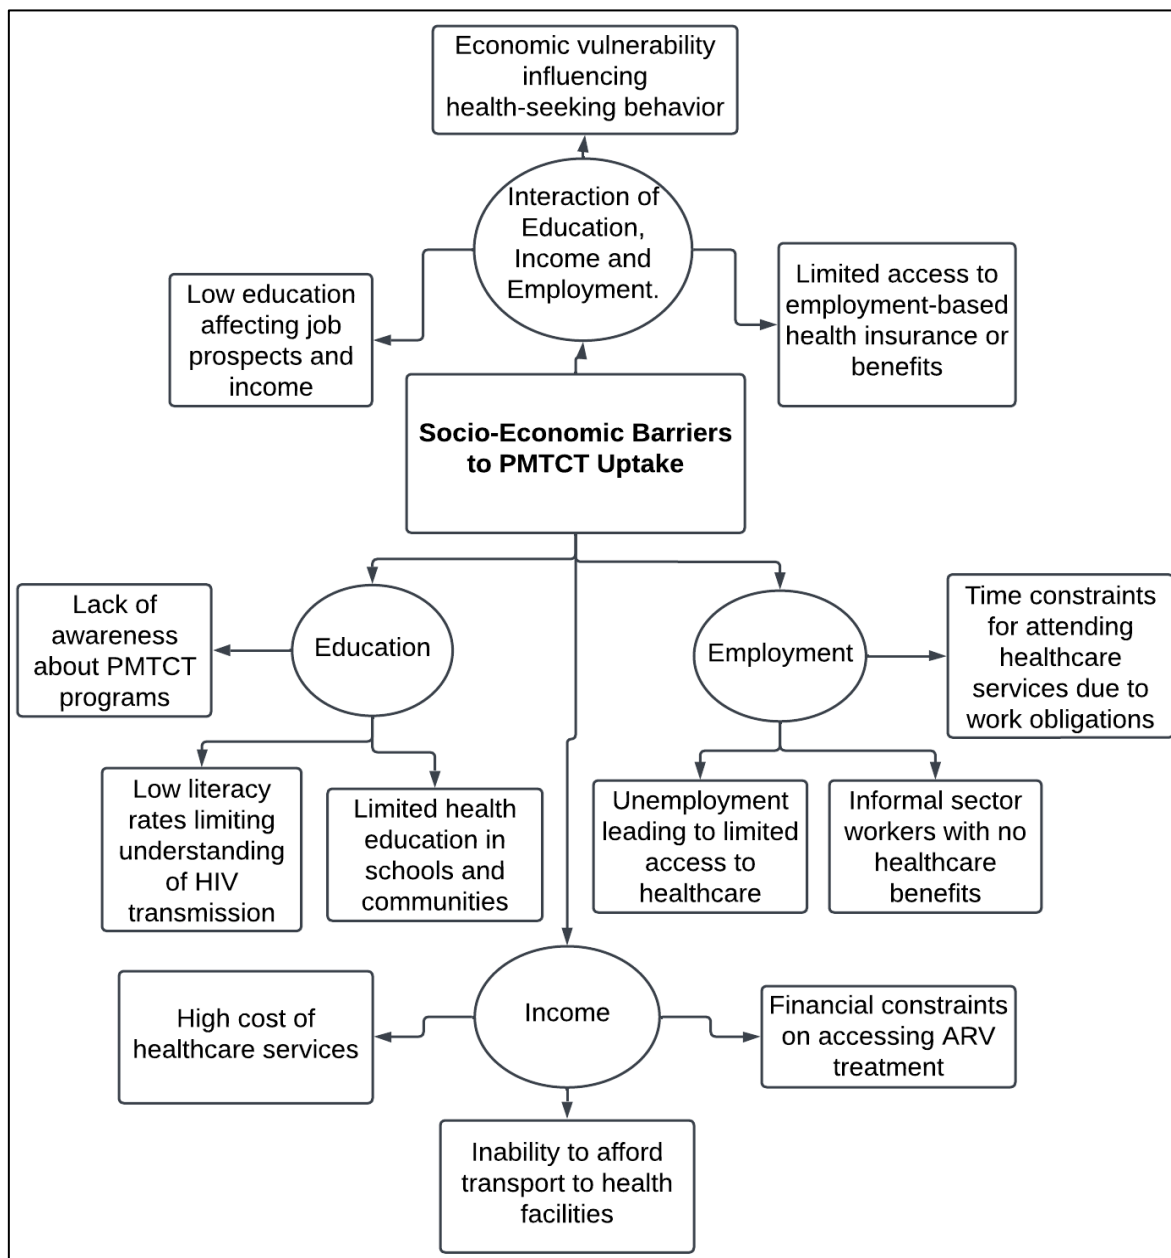 Economic vulnerability
influencing
health-seeking behavior
Interaction of
Education,
Income and
Employment.
Low education
affecting job
prospects and
income
Limited access to
employment-based
health insurance or
benefits
Socio-Economic Barriers
to PMTCT Uptake
Lack of
awareness
about PMTCT
programs
Education
Employment
Time constraints
for attending
healthcare
services due to
work obligations
Low literacy
rates limiting
understanding
of HIV
transmission
Limited health
education in
schools and
communities
Unemployment
leading to limited
access to
healthcare
Informal sector
workers with no
healthcare
benefits
High cost of
healthcare services
Income
Financial constraints
on accessing ARV
treatment
Inability to afford
transport to health
facilities